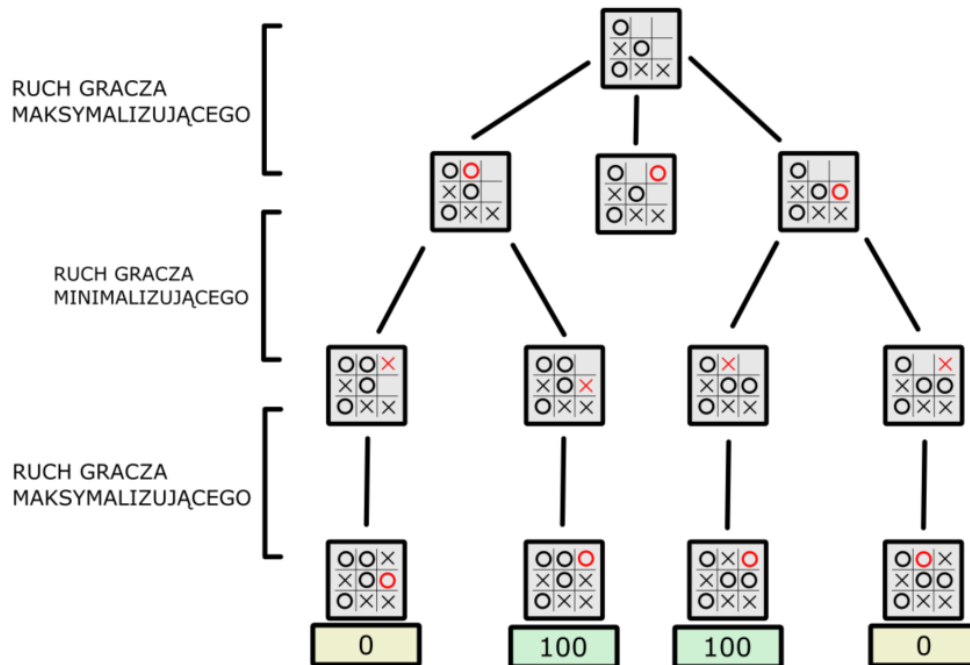 RUCH GRACZA
MAKSYMALIZUJĄCEGO
RUCH GRACZA
MINIMALIZUJĄCEGO
RUCH GRACZA
MAKSYMALIZUJĄCEGO
0
100
100
0